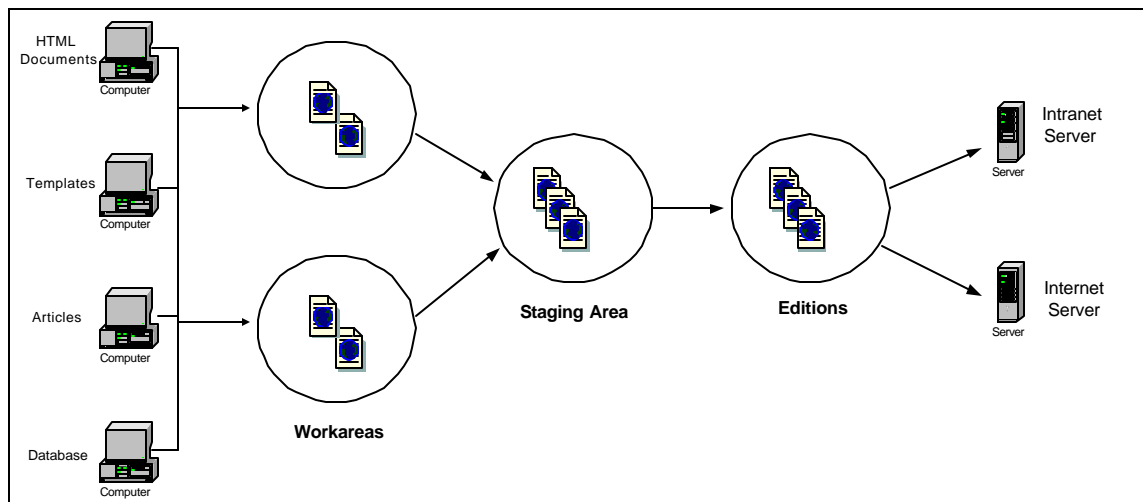 HTML
Documents
Computer
Templates
Computer
Articles
Computer
Database
Computer
Workareas
Staging Area
Editions
Intranet
Server
Server
Internet
Server
Server